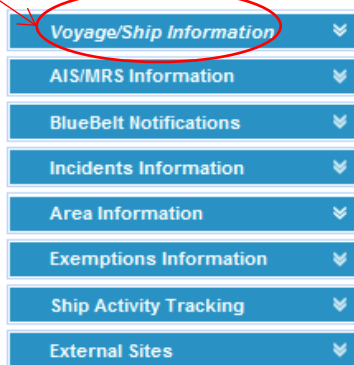 Voyage/Ship Information
AIS/MRS Information
BlueBelt Notifications
Incidents Information
Area Information
Exemptions Information
Ship Activity Tracking
External Sites